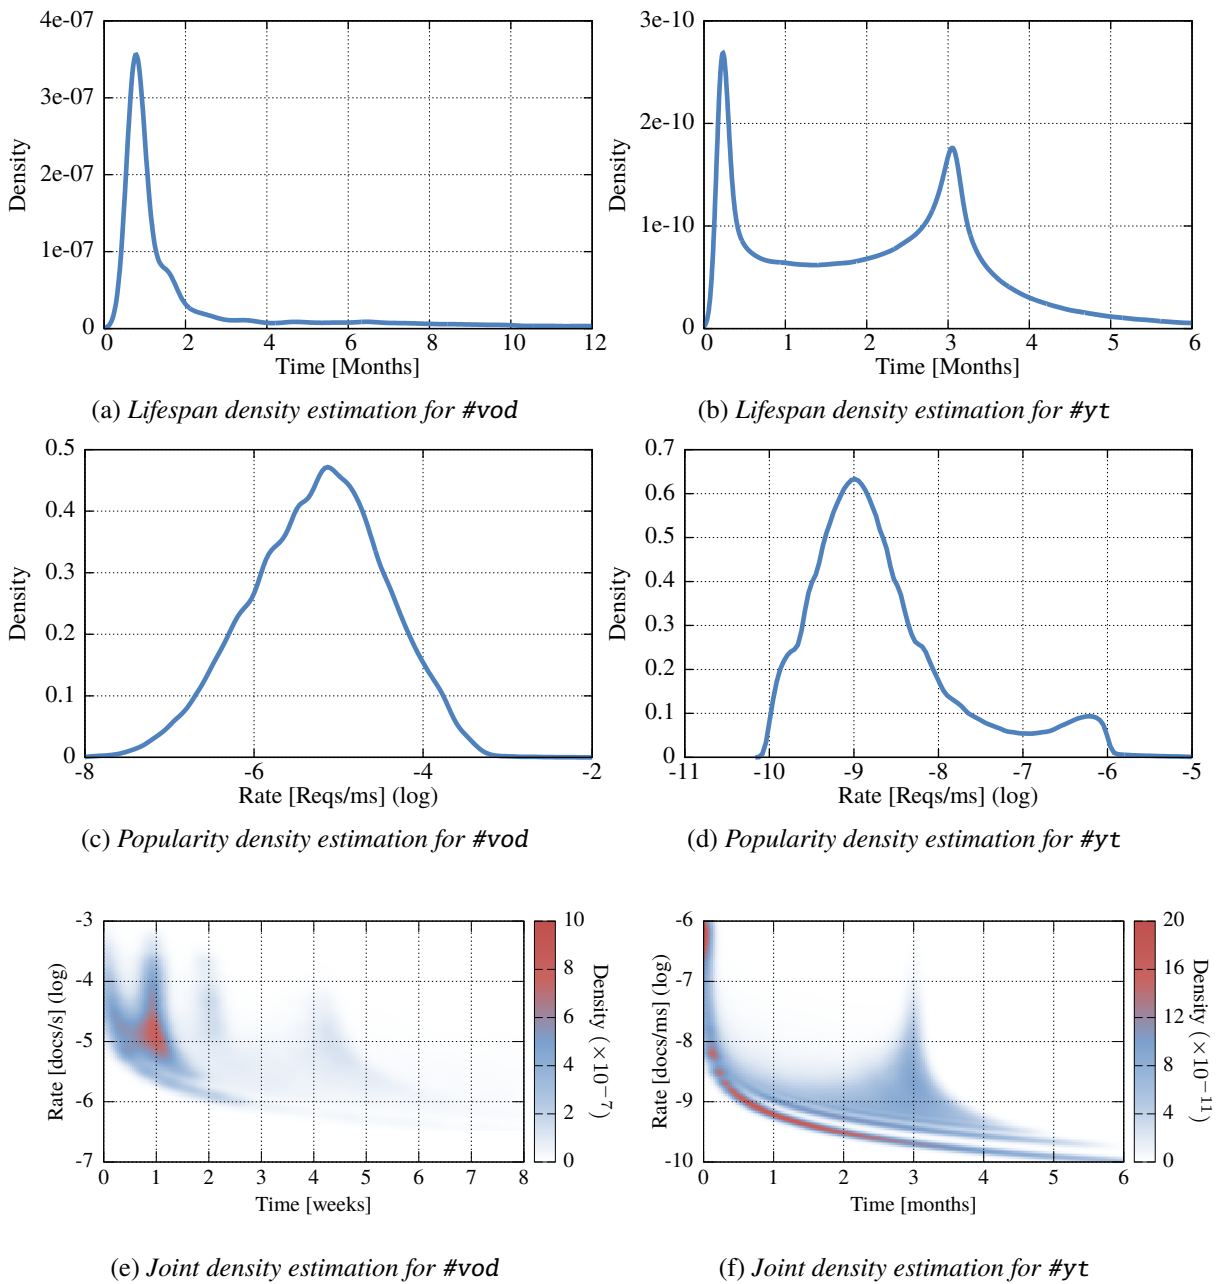 4e-07
3e-07
2e-07
1e-07
0
Density
0 2 4 6 8 10 12
Time [Months]
(a) Lifespan density estimation for #vod
3e-10
2e-10
1e-10
0
Density
0 1 2 3 4 5 6
Time [Months]
(b) Lifespan density estimation for #yt
0.5
0.4
0.3
0.2
0.1
0
Density
-8 -6 -4 -2
Rate [Reqs/ms] (log)
(c) Popularity density estimation for #vod
0.7
0.6
0.5
0.4
0.3
0.2
0.1
0
Density
-11 -10 -9 -8 -7 -6 -5
Rate [Reqs/ms] (log)
(d) Popularity density estimation for #yt
-3
-4
-5
-6
-7
Rate [docs/s] (log)
0 1 2 3 4 5 6 7 8
Time [weeks]
10
8
6
4
2
0
Density (×10⁻⁷)
(e) Joint density estimation for #vod
-6
-7
-8
-9
-10
Rate [docs/ms] (log)
0 1 2 3 4 5 6
Time [months]
20
16
12
8
4
0
Density (×10⁻¹¹)
(f) Joint density estimation for #yt